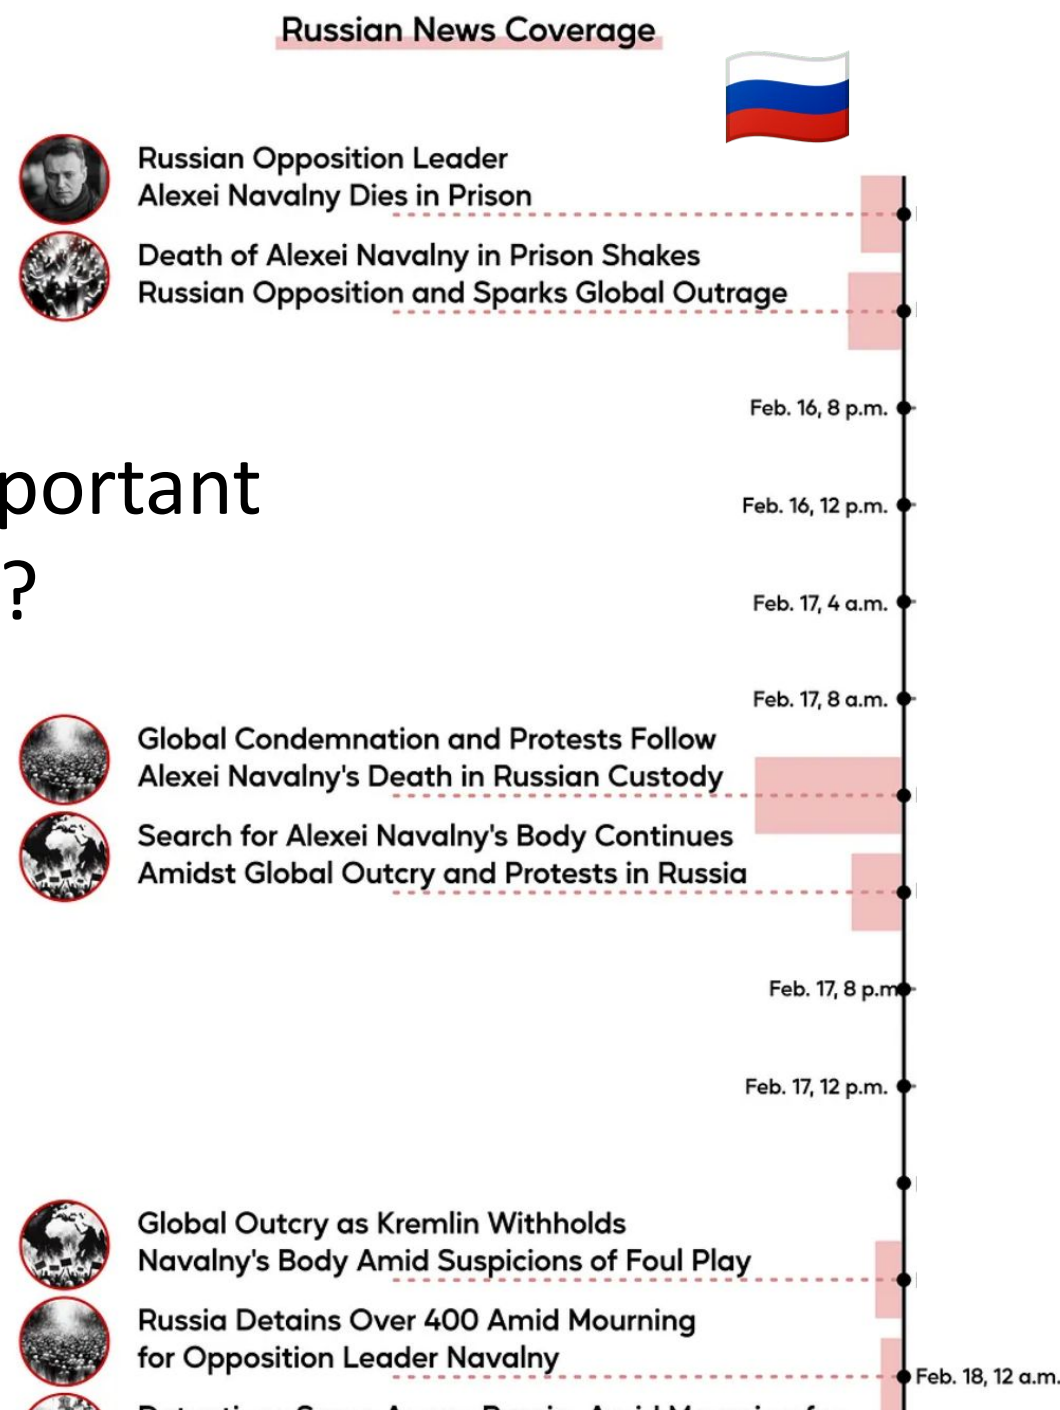 Russian News Coverage
Russian Opposition Leader
Alexei Navalny Dies in Prison
Death of Alexei Navalny in Prison Shakes
Russian Opposition and Sparks Global Outrage
Feb. 16, 8 p.m.
portant
Feb. 16, 12 p.m.
?
Feb. 17, 4 a.m.
Feb. 17, 8 a.m.
Global Condemnation and Protests Follow
Alexei Navalny's Death in Russian Custody
Search for Alexei Navalny's Body Continues
Amidst Global Outcry and Protests in Russia
Feb. 17, 8 p.m
Feb. 17, 12 p.m.
Global Outcry as Kremlin Withholds
Navalny's Body Amid Suspicions of Foul Play
Russia Detains Over 400 Amid Mourning
for Opposition Leader Navalny
Feb. 18, 12 a.m.